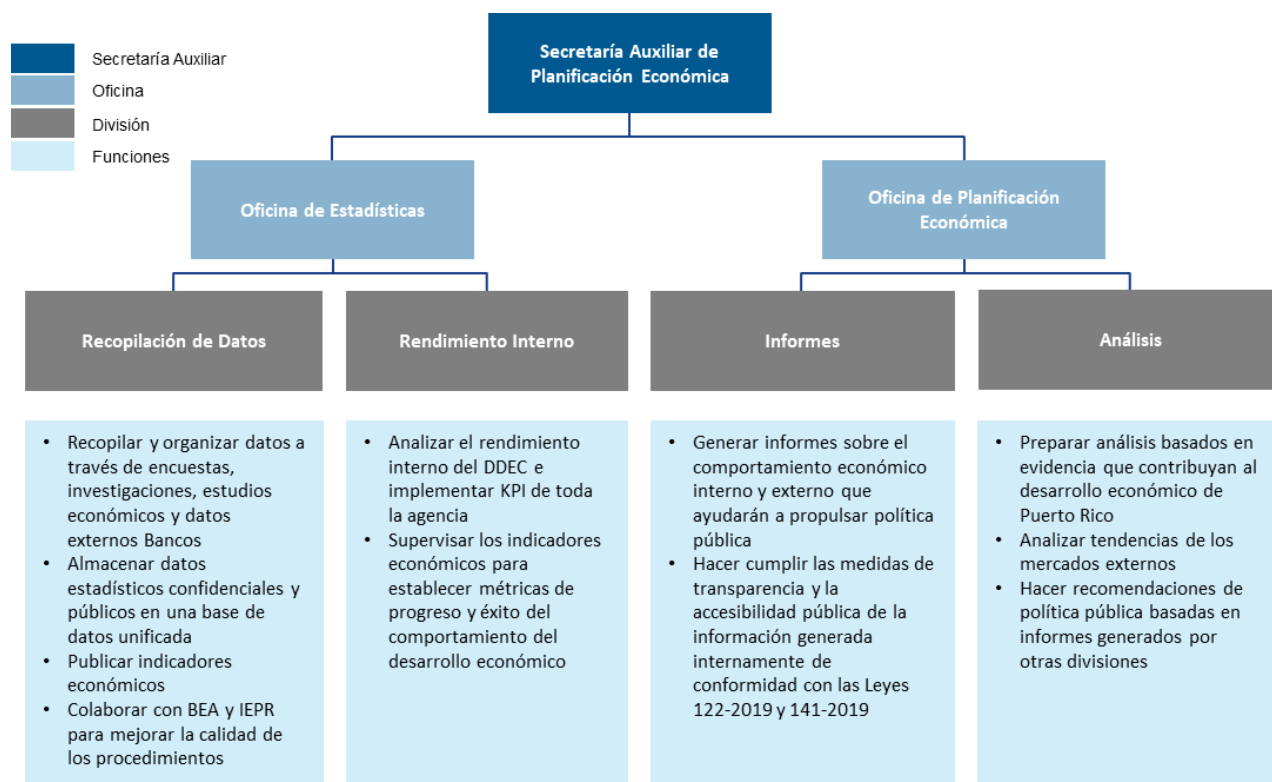 Secretaría Auxiliar
Oficina
División
Funciones
Secretaría Auxiliar de
Planificación Económica
Oficina de Estadísticas
Oficina de Planificación
Económica
Recopilación de Datos
Rendimiento Interno
Informes
Análisis
• Recopilar y organizar datos a
través de encuestas,
investigaciones, estudios
económicos y datos
externos Bancos
• Almacenar datos
estadísticos confidenciales y
públicos en una base de
datos unificada
• Publicar indicadores
económicos
• Colaborar con BEA y IEPR
para mejorar la calidad de
los procedimientos
• Analizar el rendimiento
interno del DDEC e
implementar KPI de toda
la agencia
• Supervisar los indicadores
económicos para
establecer métricas de
progreso y éxito del
comportamiento del
desarrollo económico
• Generar informes sobre el
comportamiento económico
interno y externo que
ayudarán a propulsar política
pública
• Hacer cumplir las medidas de
transparencia y la
accesibilidad pública de la
información generada
internamente de
conformidad con las Leyes
122-2019 y 141-2019
• Preparar análisis basados en
evidencia que contribuyan al
desarrollo económico de
Puerto Rico
• Analizar tendencias de los
mercados externos
• Hacer recomendaciones de
política pública basadas en
informes generados por
otras divisiones